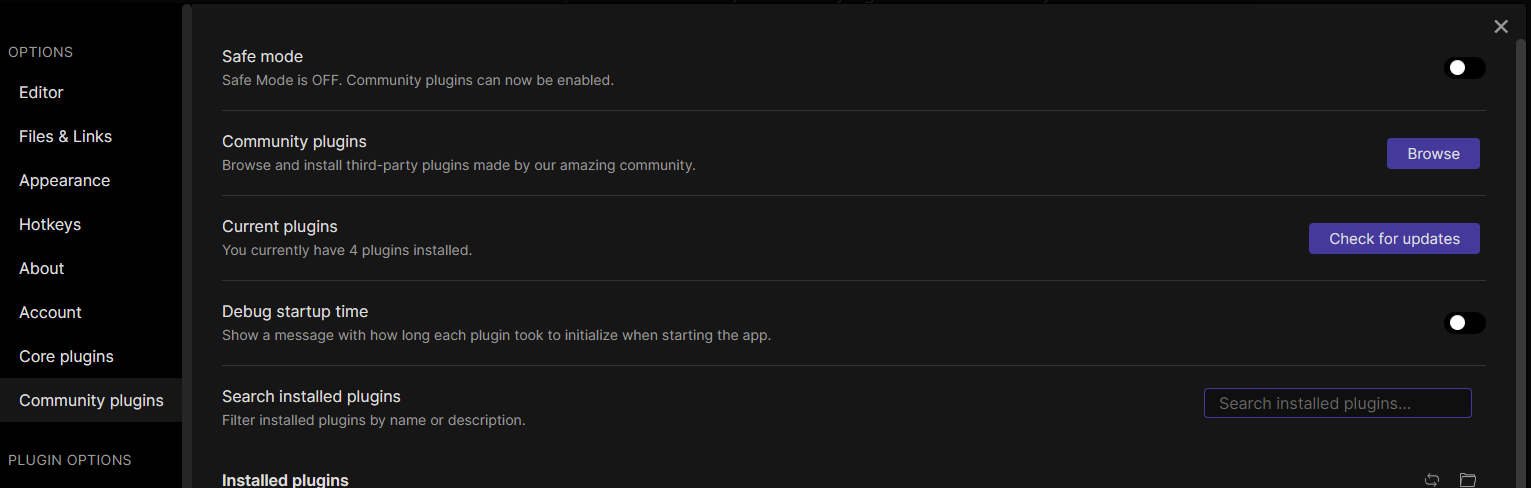 OPTIONS
Editor
Files & Links
Appearance
Hotkeys
About
Account
Core plugins
Community plugins
PLUGIN OPTIONS
Safe mode
Safe Mode is OFF. Community plugins can now be enabled.
Community plugins
Browse and install third-party plugins made by our amazing community.
Browse
Current plugins
You currently have 4 plugins installed.
Check for updates
Debug startup time
Show a message with how long each plugin took to initialize when starting the app.
Search installed plugins
Filter installed plugins by name or description.
Search installed plugins...
Installed plugins